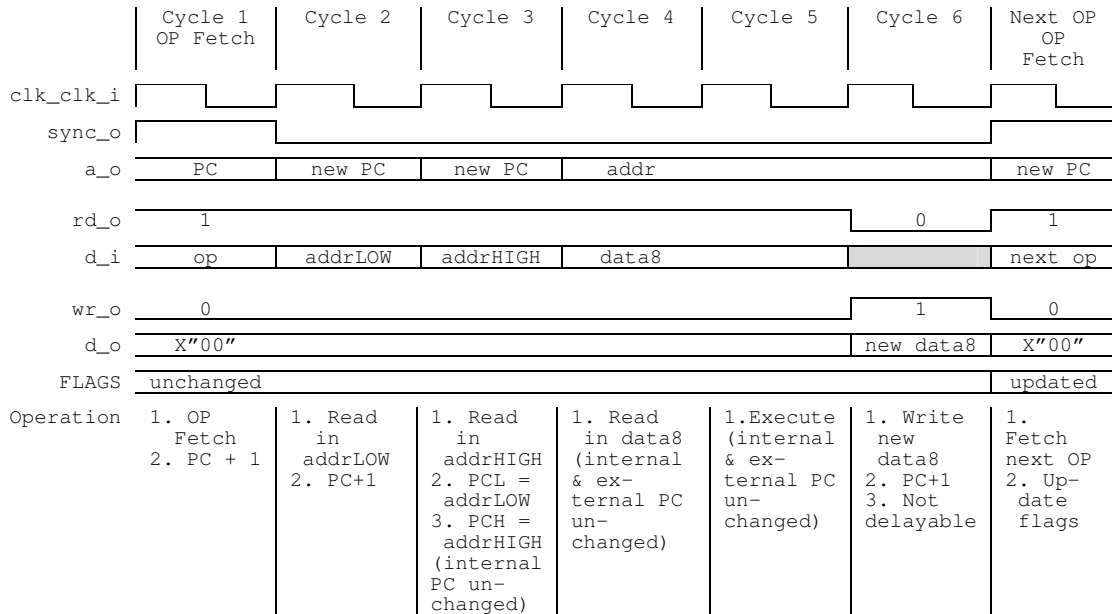 Cycle 1 Cycle 2 Cycle 3 Cycle 4 Cycle 5 Cycle 6 Next OP
OP Fetch OP
Fetch
clk_clk_i
sync_o
a_o PC new PC new PC addr new PC
rd_o 1 0 1
d_i op addrLOW addrHIGH data8 next op
wr_o 0 1 0
d_o X"00" new data8 X"00"
FLAGS unchanged updated
Operation 1. OP 1. Read 1. Read 1. Read 1.Execute 1. Write 1.
Fetch in in in data8 (internal new Fetch
2. PC + 1 addrLOW addrHIGH (internal & ex- data8 next OP
2. PC+1 2. PCL = & ex- ternal PC 2. PC+1 2. Up-
addrLOW ternal PC un- 3. Not date
3. PCH = un- changed) delayable flags
addrHIGH changed)
(internal
PC un-
changed)